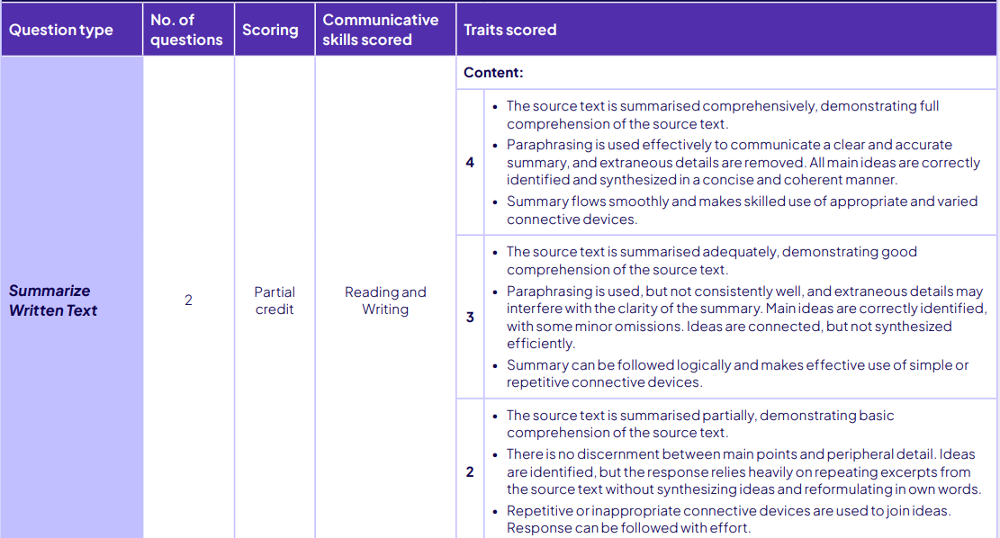 Question type
No. of
questions
Scoring
Communicative
skills scored
Traits scored
Summarize
Written Text
2
Partial
credit
Reading and
Writing
Content:
4
• The source text is summarised comprehensively, demonstrating full
comprehension of the source text.
• Paraphrasing is used effectively to communicate a clear and accurate
summary, and extraneous details are removed. All main ideas are correctly
identified and synthesized in a concise and coherent manner.
• Summary flows smoothly and makes skilled use of appropriate and varied
connective devices.
3
• The source text is summarised adequately, demonstrating good
comprehension of the source text.
• Paraphrasing is used, but not consistently well, and extraneous details may
interfere with the clarity of the summary. Main ideas are correctly identified,
with some minor omissions. Ideas are connected, but not synthesized
efficiently.
• Summary can be followed logically and makes effective use of simple or
repetitive connective devices.
2
• The source text is summarised partially, demonstrating basic
comprehension of the source text.
• There is no discernment between main points and peripheral detail. Ideas
are identified, but the response relies heavily on repeating excerpts from
the source text without synthesizing ideas and reformulating in own words.
• Repetitive or inappropriate connective devices are used to join ideas.
Response can be followed with effort.